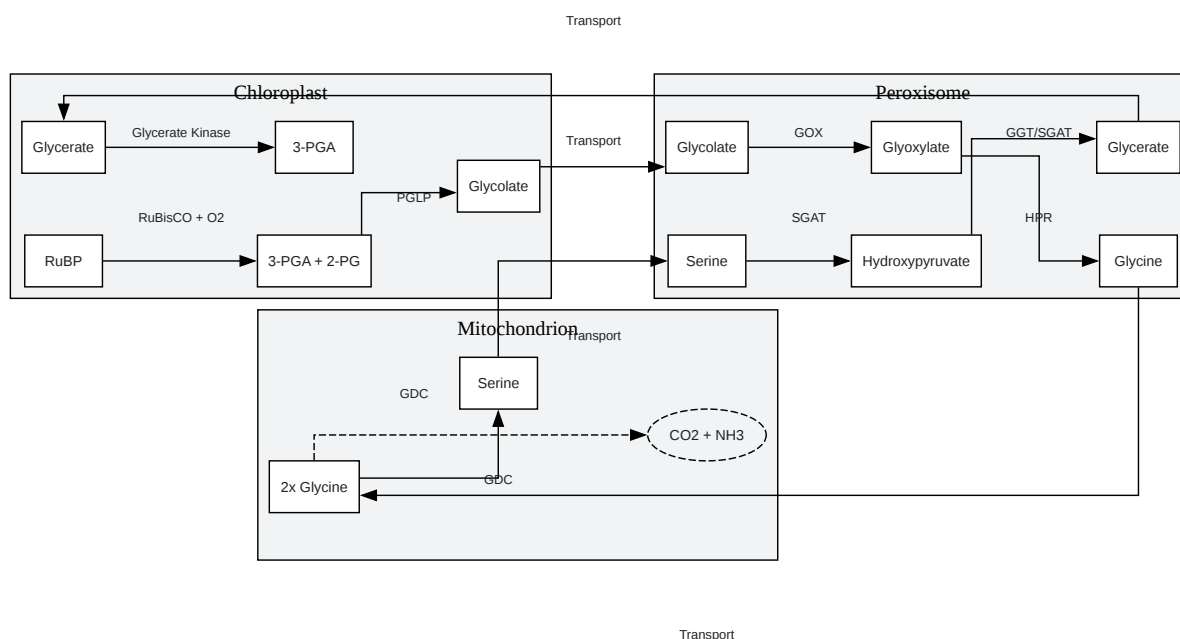 Transport
Chloroplast
Peroxisome
Glycerate
Glycerate Kinase
3-PGA
Glycolate
PGLP
RuBisCO + O2
RuBP
3-PGA + 2-PG
Transport
Glycolate
GOX
Glyoxylate
GGT/SGAT
Glycerate
SGAT
HPR
Serine
Hydroxypyruvate
Glycine
Mitochondrion
Transport
Serine
GDC
CO2 + NH3
2x Glycine
GDC
Transport